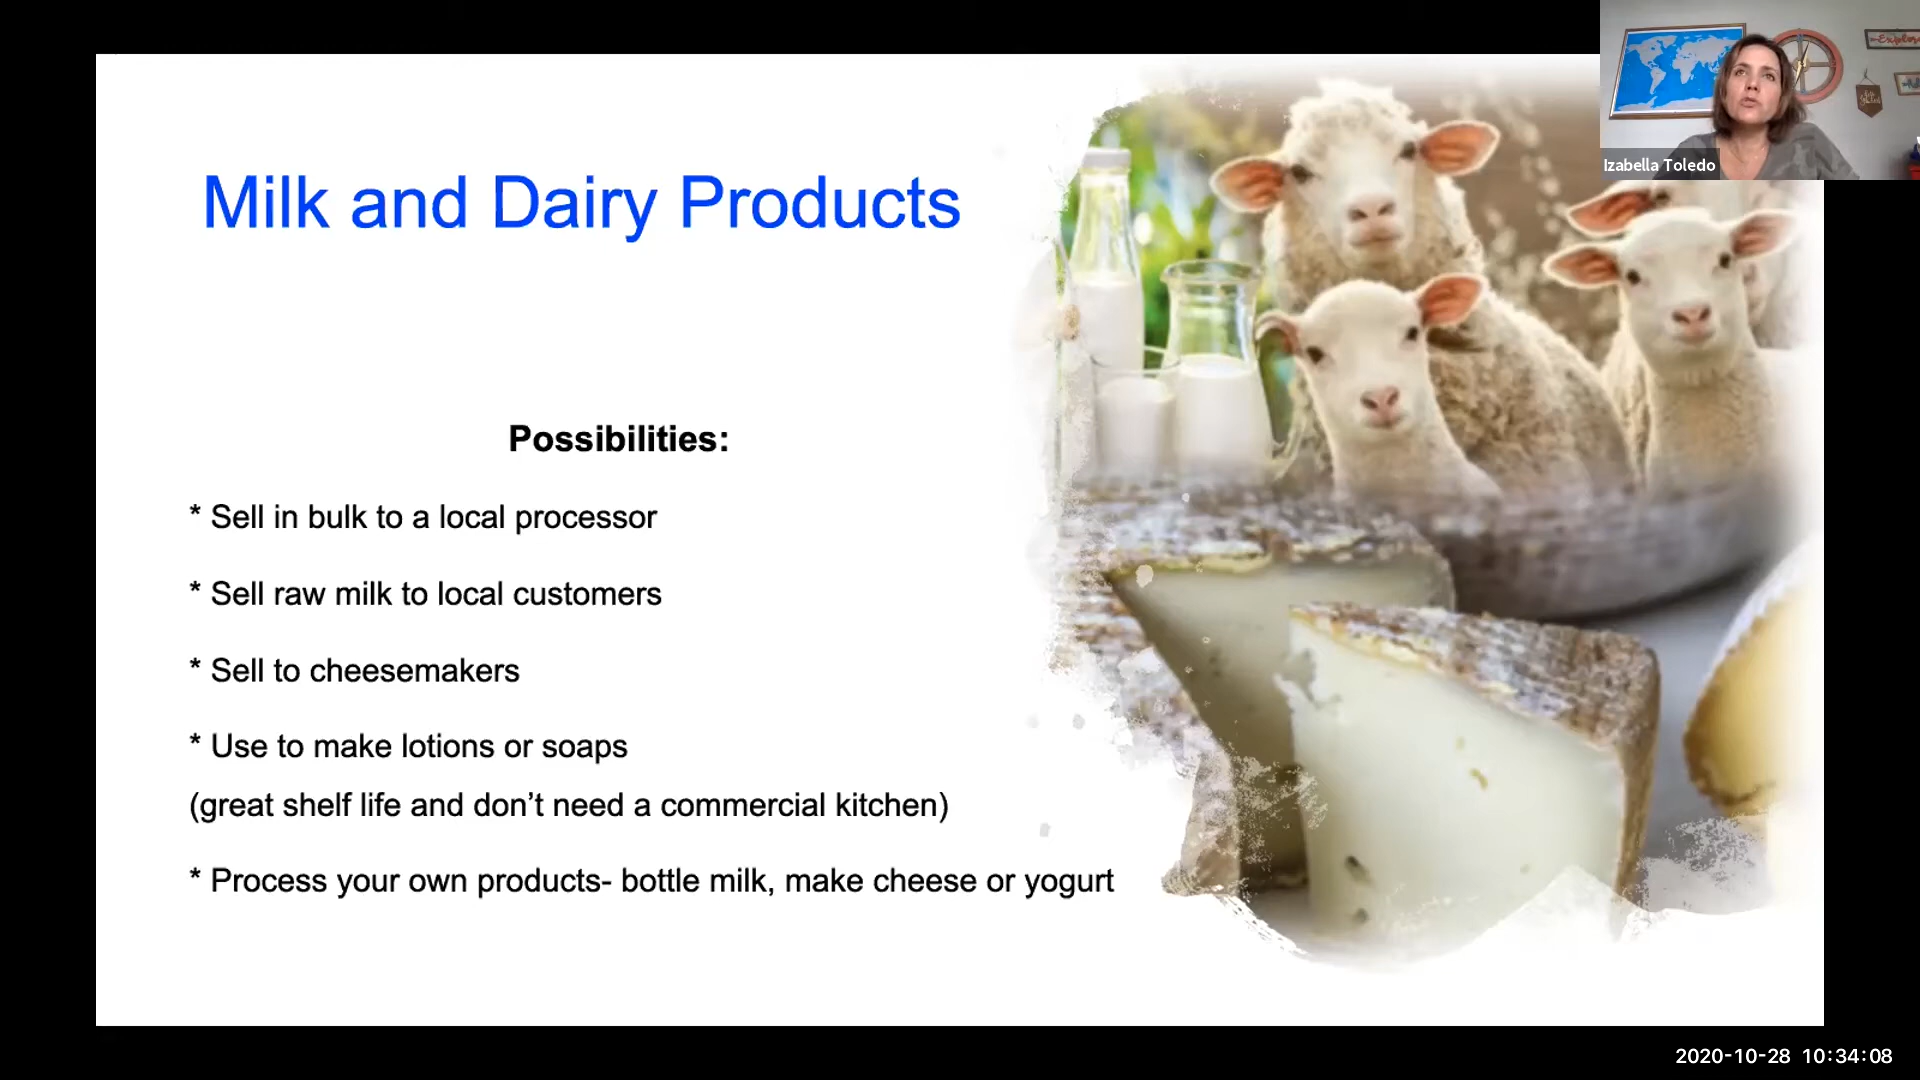 Milk and Dairy Products
Possibilities:
* Sell in bulk to a local processor
* Sell raw milk to local customers
* Sell to cheesemakers
* Use to make lotions or soaps
(great shelf life and don’t need a commercial kitchen)
* Process your own products- bottle milk, make cheese or yogurt
Izabella Toledo
2020-10-28 10:34:08